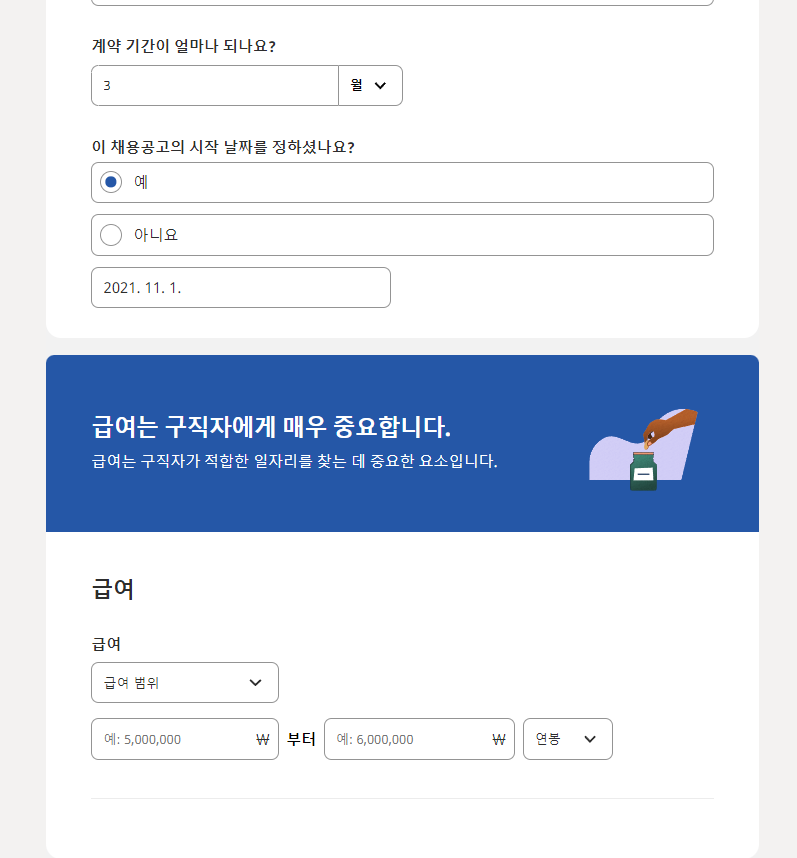 계약 기간이 얼마나 되나요?
3 월
이 채용공고의 시작 날짜를 정하셨나요?
예
아니요
2021. 11. 1.
급여는 구직자에게 매우 중요합니다.
급여는 구직자가 적합한 일자리를 찾는 데 중요한 요소입니다.
급여
급여
급여 범위
예: 5,000,000 ₩ 부터 예: 6,000,000 ₩ 연봉